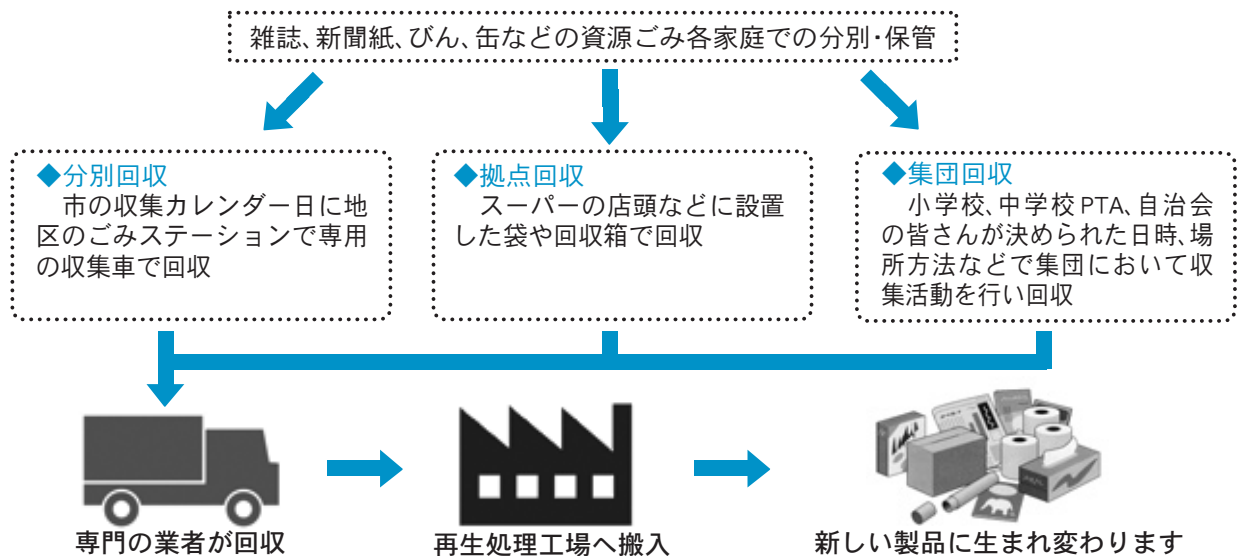 雑誌、新聞紙、びん、缶などの資源ごみ各家庭での分別・保管
◆分別回収
市の収集カレンダー日に地
区のごみステーションで専用
の収集車で回収
◆拠点回収
スーパーの店頭などに設置
した袋や回収箱で回収
◆集団回収
小学校、中学校PTA、自治会
の皆さんが決められた日時、場
所方法などで集団において収
集活動を行い回収
専門の業者が回収
再生処理工場へ搬入
新しい製品に生まれ変わります